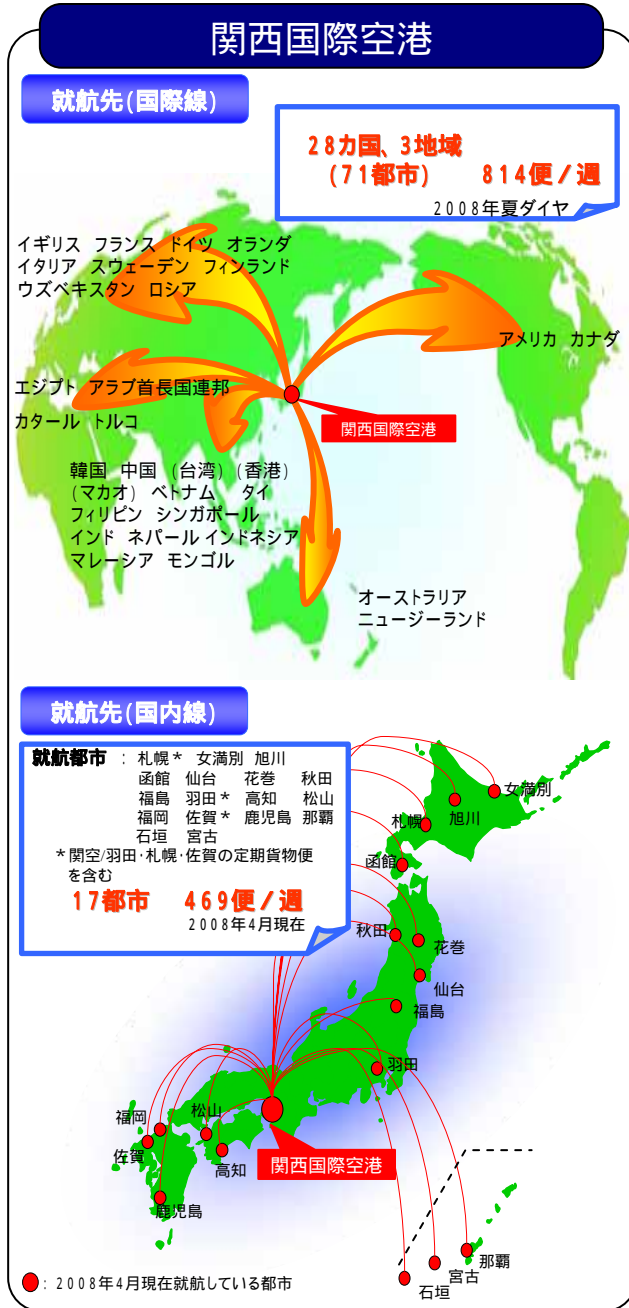 関西国際空港
就航先(国際線)
28カ国、3地域
(71都市) 814便/週
2008年夏ダイヤ
イギリス フランス ドイツ オランダ
イタリア スウェーデン フィンランド
ウズベキスタン ロシア
アメリカ カナダ
エジプト アラブ首長国連邦
カタール トルコ
関西国際空港
韓国 中国 (台湾) (香港)
(マカオ) ベトナム タイ
フィリピン シンガポール
インド ネパール インドネシア
マレーシア モンゴル
オーストラリア
ニュージーランド
就航先(国内線)
就航都市 : 札幌* 女満別 旭川
函館 仙台 花巻 秋田
福島 羽田* 高知 松山
福岡 佐賀* 鹿児島 那覇
石垣 宮古
*関空/羽田・札幌・佐賀の定期貨物便
を含む
17都市 469便/週
2008年4月現在
女満別
旭川
札幌
函館
秋田
花巻
仙台
福島
羽田
松山
福岡
佐賀
高知
関西国際空港
鹿児島
那覇
宮古
石垣
: 2008年4月現在就航している都市